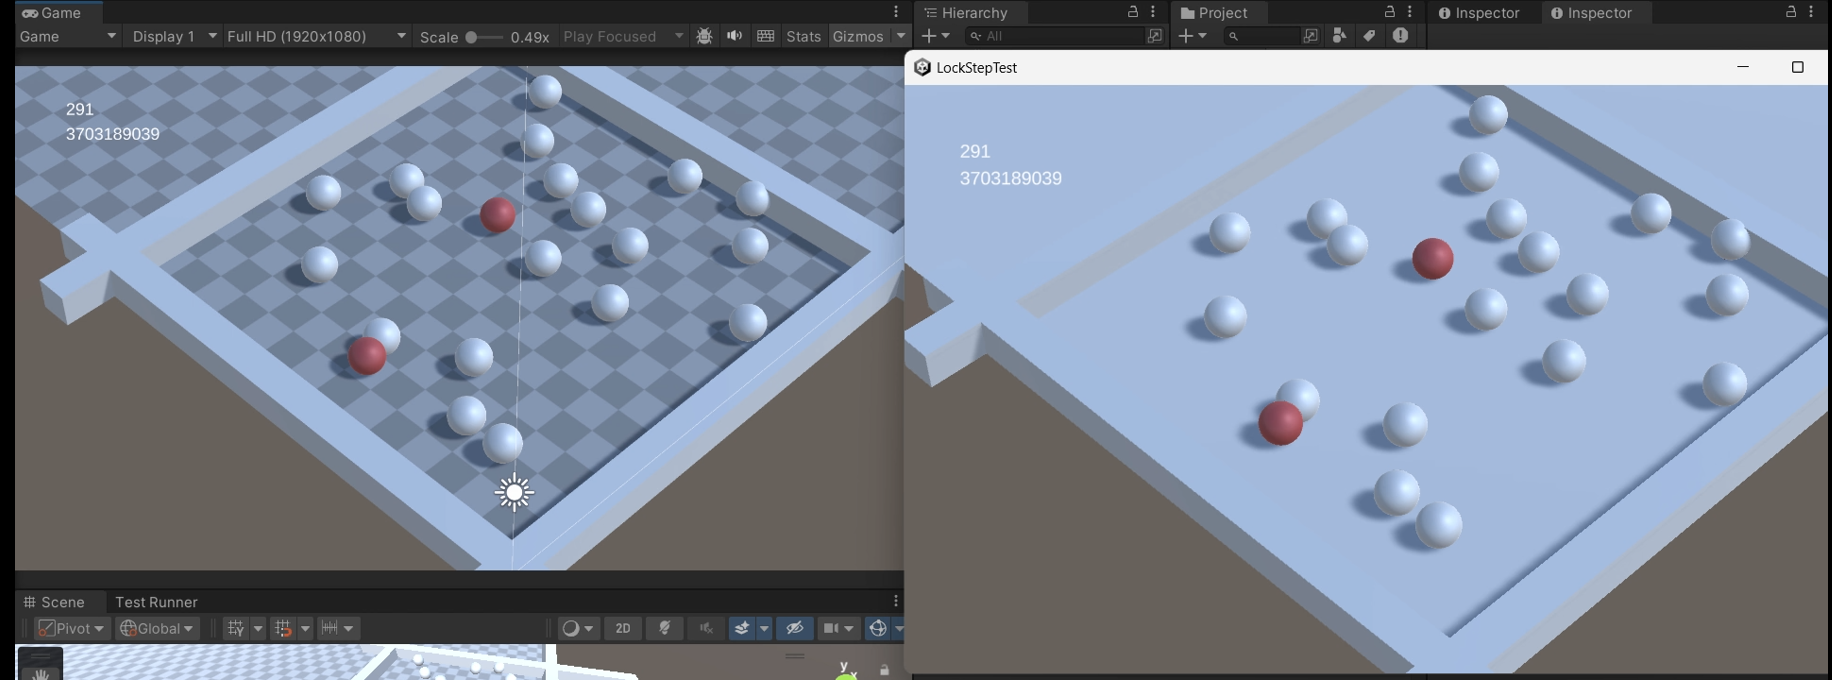 Game
Hierarchy
Project
Inspector
Inspector
Game
Display 1
Full HD (1920x1080)
Scale
0.49x
Play Focused
Stats
Gizmos
All
291
3703189039
LockStepTest
291
3703189039
Scene
Test Runner
Pivot
Global
2D
y
x